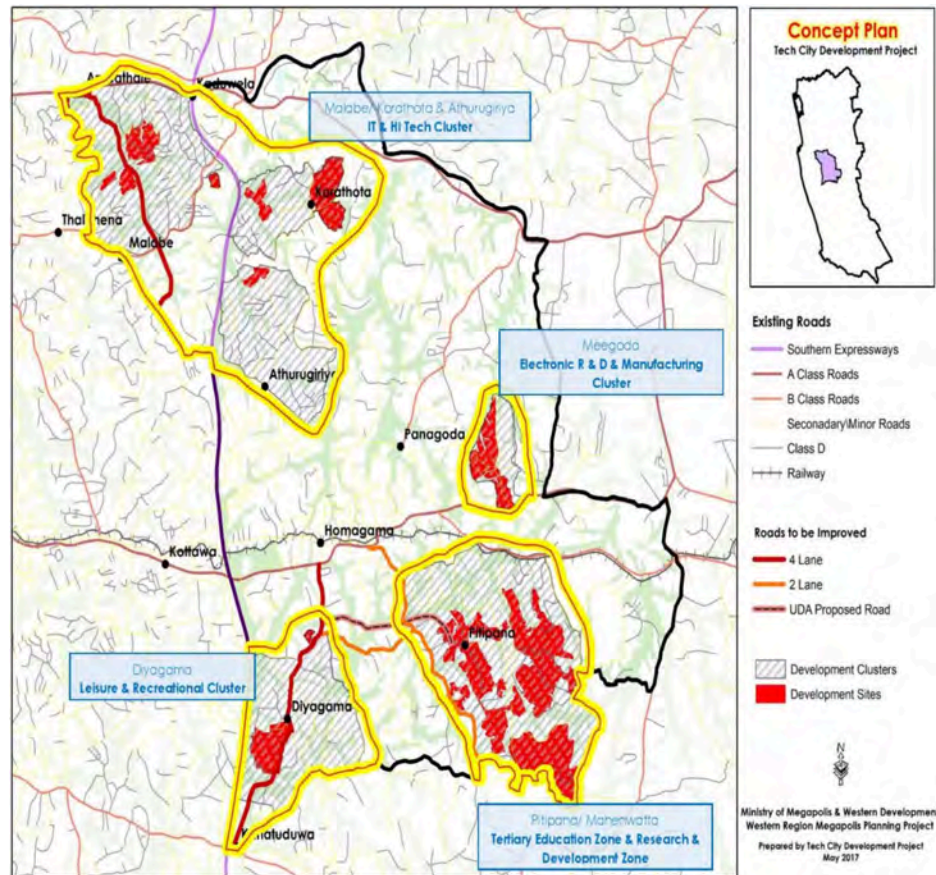 Concept Plan
Tech City Development Project
Kaduwela
Malabe/ Korathota & Athurugiriya
IT & Hi Tech Cluster
Karathota
Malabe
Meegoda
Electronic R & D & Manufacturing
Cluster
Athurugiriya
Panagoda
Homagama
Kottawa
Pitipana
Diyagama
Leisure & Recreational Cluster
Diyagama
Pitipana/ Mahenwatta
Tertiary Education Zone & Research &
Development Zone
Existing Roads
Southern Expressways
A Class Roads
B Class Roads
Seconadary\Minor Roads
Class D
Railway
Roads to be Improved
4 Lane
2 Lane
UDA Proposed Road
Development Clusters
Development Sites
N
Ministry of Megapolis & Western Developmen
Western Region Megapolis Planning Project
Prepared by Tech City Development Project
May 2017